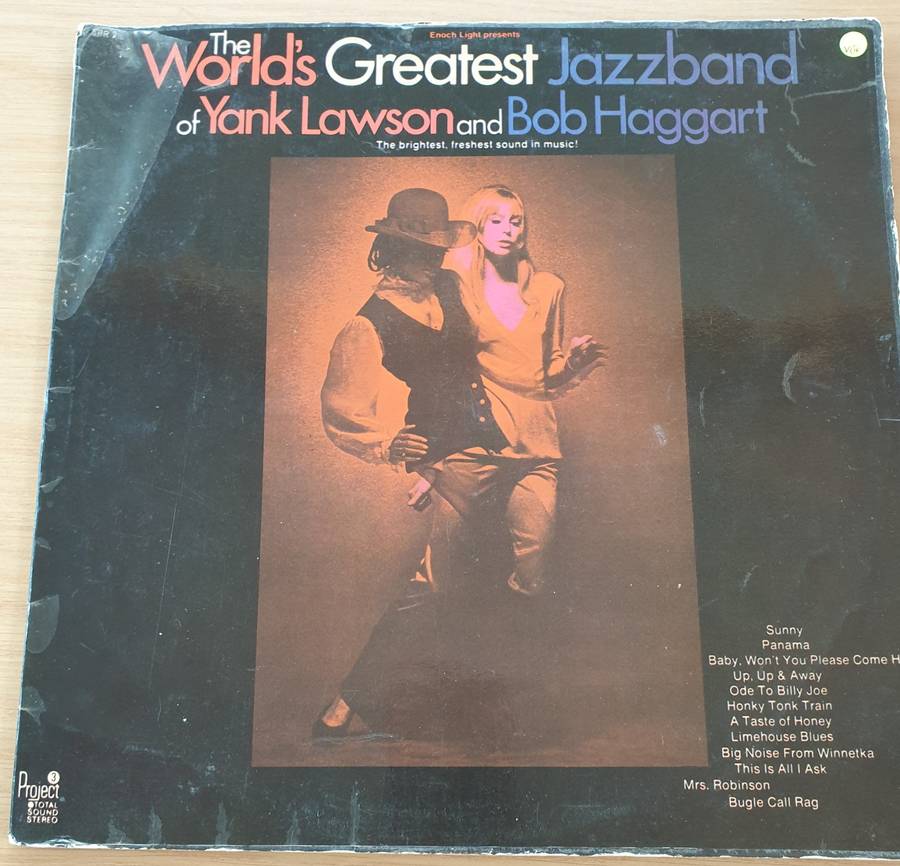 Enoch Light presents
The
World's Greatest Jazzband
of Yank Lawson and Bob Haggart
The brightest, freshest sound in music!
Sunny
Panama
Baby, Won't You Please Come H
Up, Up & Away
Ode To Billy Joe
Honky Tonk Train
A Taste of Honey
Limehouse Blues
Big Noise From Winnetka
This Is All I Ask
Mrs. Robinson
Bugle Call Rag
Project 3
TOTAL
SOUND
STEREO